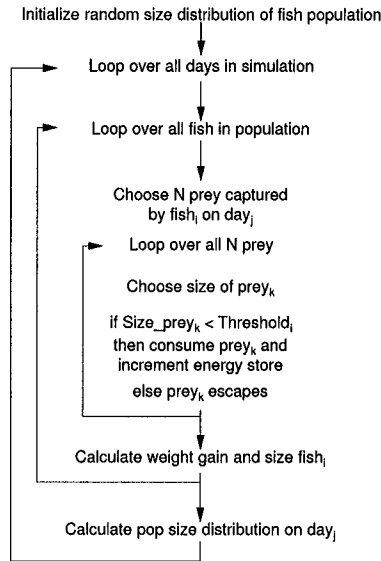 Initialize random size distribution of fish population
Loop over all days in simulation
Loop over all fish in population
Choose N prey captured
by fishᵢ on dayⱼ
Loop over all N prey
Choose size of preyₖ
if Size_preyₖ < Thresholdᵢ
then consume preyₖ and
increment energy store
else preyₖ escapes
Calculate weight gain and size fishᵢ
Calculate pop size distribution on dayⱼ